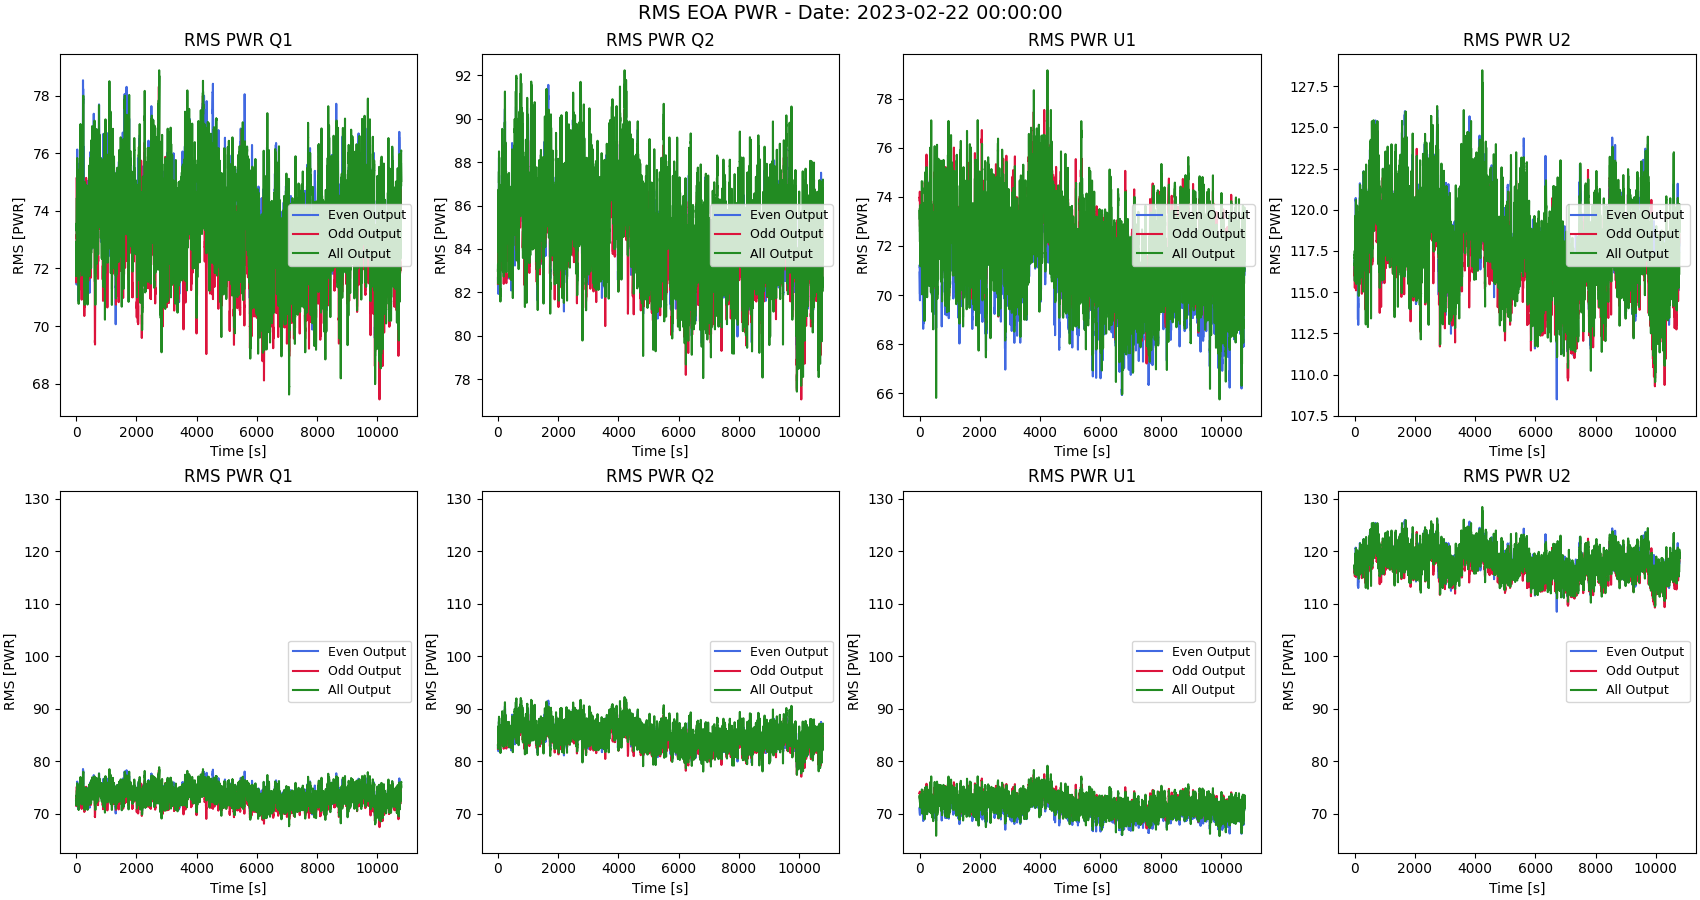 RMS EOA PWR - Date: 2023-02-22 00:00:00
RMS PWR Q1
RMS [PWR]
78
76
74
72
70
68
0 2000 4000 6000 8000 10000
Time [s]
Even Output
Odd Output
All Output
RMS PWR Q2
RMS [PWR]
92
90
88
86
84
82
80
78
0 2000 4000 6000 8000 10000
Time [s]
Even Output
Odd Output
All Output
RMS PWR U1
RMS [PWR]
78
76
74
72
70
68
66
0 2000 4000 6000 8000 10000
Time [s]
Even Output
Odd Output
All Output
RMS PWR U2
RMS [PWR]
127.5
125.0
122.5
120.0
117.5
115.0
112.5
110.0
107.5
0 2000 4000 6000 8000 10000
Time [s]
Even Output
Odd Output
All Output
RMS PWR Q1
RMS [PWR]
130
120
110
100
90
80
70
0 2000 4000 6000 8000 10000
Time [s]
Even Output
Odd Output
All Output
RMS PWR Q2
RMS [PWR]
130
120
110
100
90
80
70
0 2000 4000 6000 8000 10000
Time [s]
Even Output
Odd Output
All Output
RMS PWR U1
RMS [PWR]
130
120
110
100
90
80
70
0 2000 4000 6000 8000 10000
Time [s]
Even Output
Odd Output
All Output
RMS PWR U2
RMS [PWR]
130
120
110
100
90
80
70
0 2000 4000 6000 8000 10000
Time [s]
Even Output
Odd Output
All Output